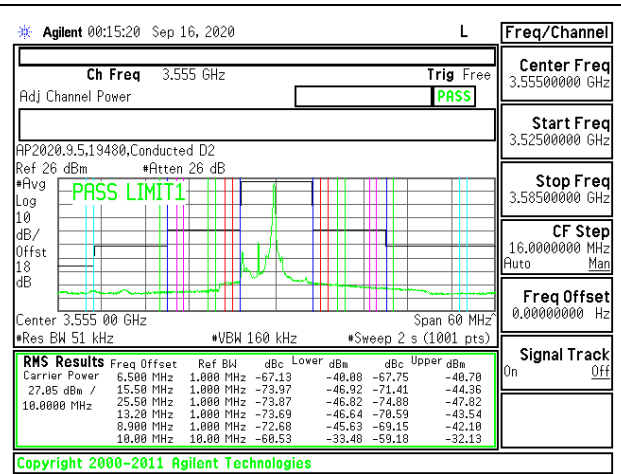 Agilent 00:15:20 Sep 16, 2020 L
Ch Freq 3.555 GHz Trig Free
Adj Channel Power PASS
AP2020.9.5,19480,Conducted D2
Ref 26 dBm #Atten 26 dB
#Avg
Log
10
dB/
Offst
18
dB
PASS LIMIT1
Center 3.555 00 GHz Span 60 MHz^
#Res BW 51 kHz #VBW 160 kHz #Sweep 2 s (1001 pts)
RMS Results Freq Offset Ref BW dBc Lower dBm dBc Upper dBm
Carrier Power 6.500 MHz 1.000 MHz -67.13 -40.08 -67.75 -40.70
27.05 dBm / 15.50 MHz 1.000 MHz -73.97 -46.92 -71.41 -44.36
10.0000 MHz 25.50 MHz 1.000 MHz -73.87 -46.82 -74.88 -47.82
13.20 MHz 1.000 MHz -73.69 -46.64 -70.59 -43.54
8.900 MHz 1.000 MHz -72.68 -45.63 -69.15 -42.10
10.00 MHz 10.00 MHz -60.53 -33.48 -59.18 -32.13
Copyright 2000-2011 Agilent Technologies
Freq/Channel
Center Freq
3.55500000 GHz
Start Freq
3.52500000 GHz
Stop Freq
3.58500000 GHz
CF Step
16.0000000 MHz
Auto Man
Freq Offset
0.00000000 Hz
Signal Track
On Off